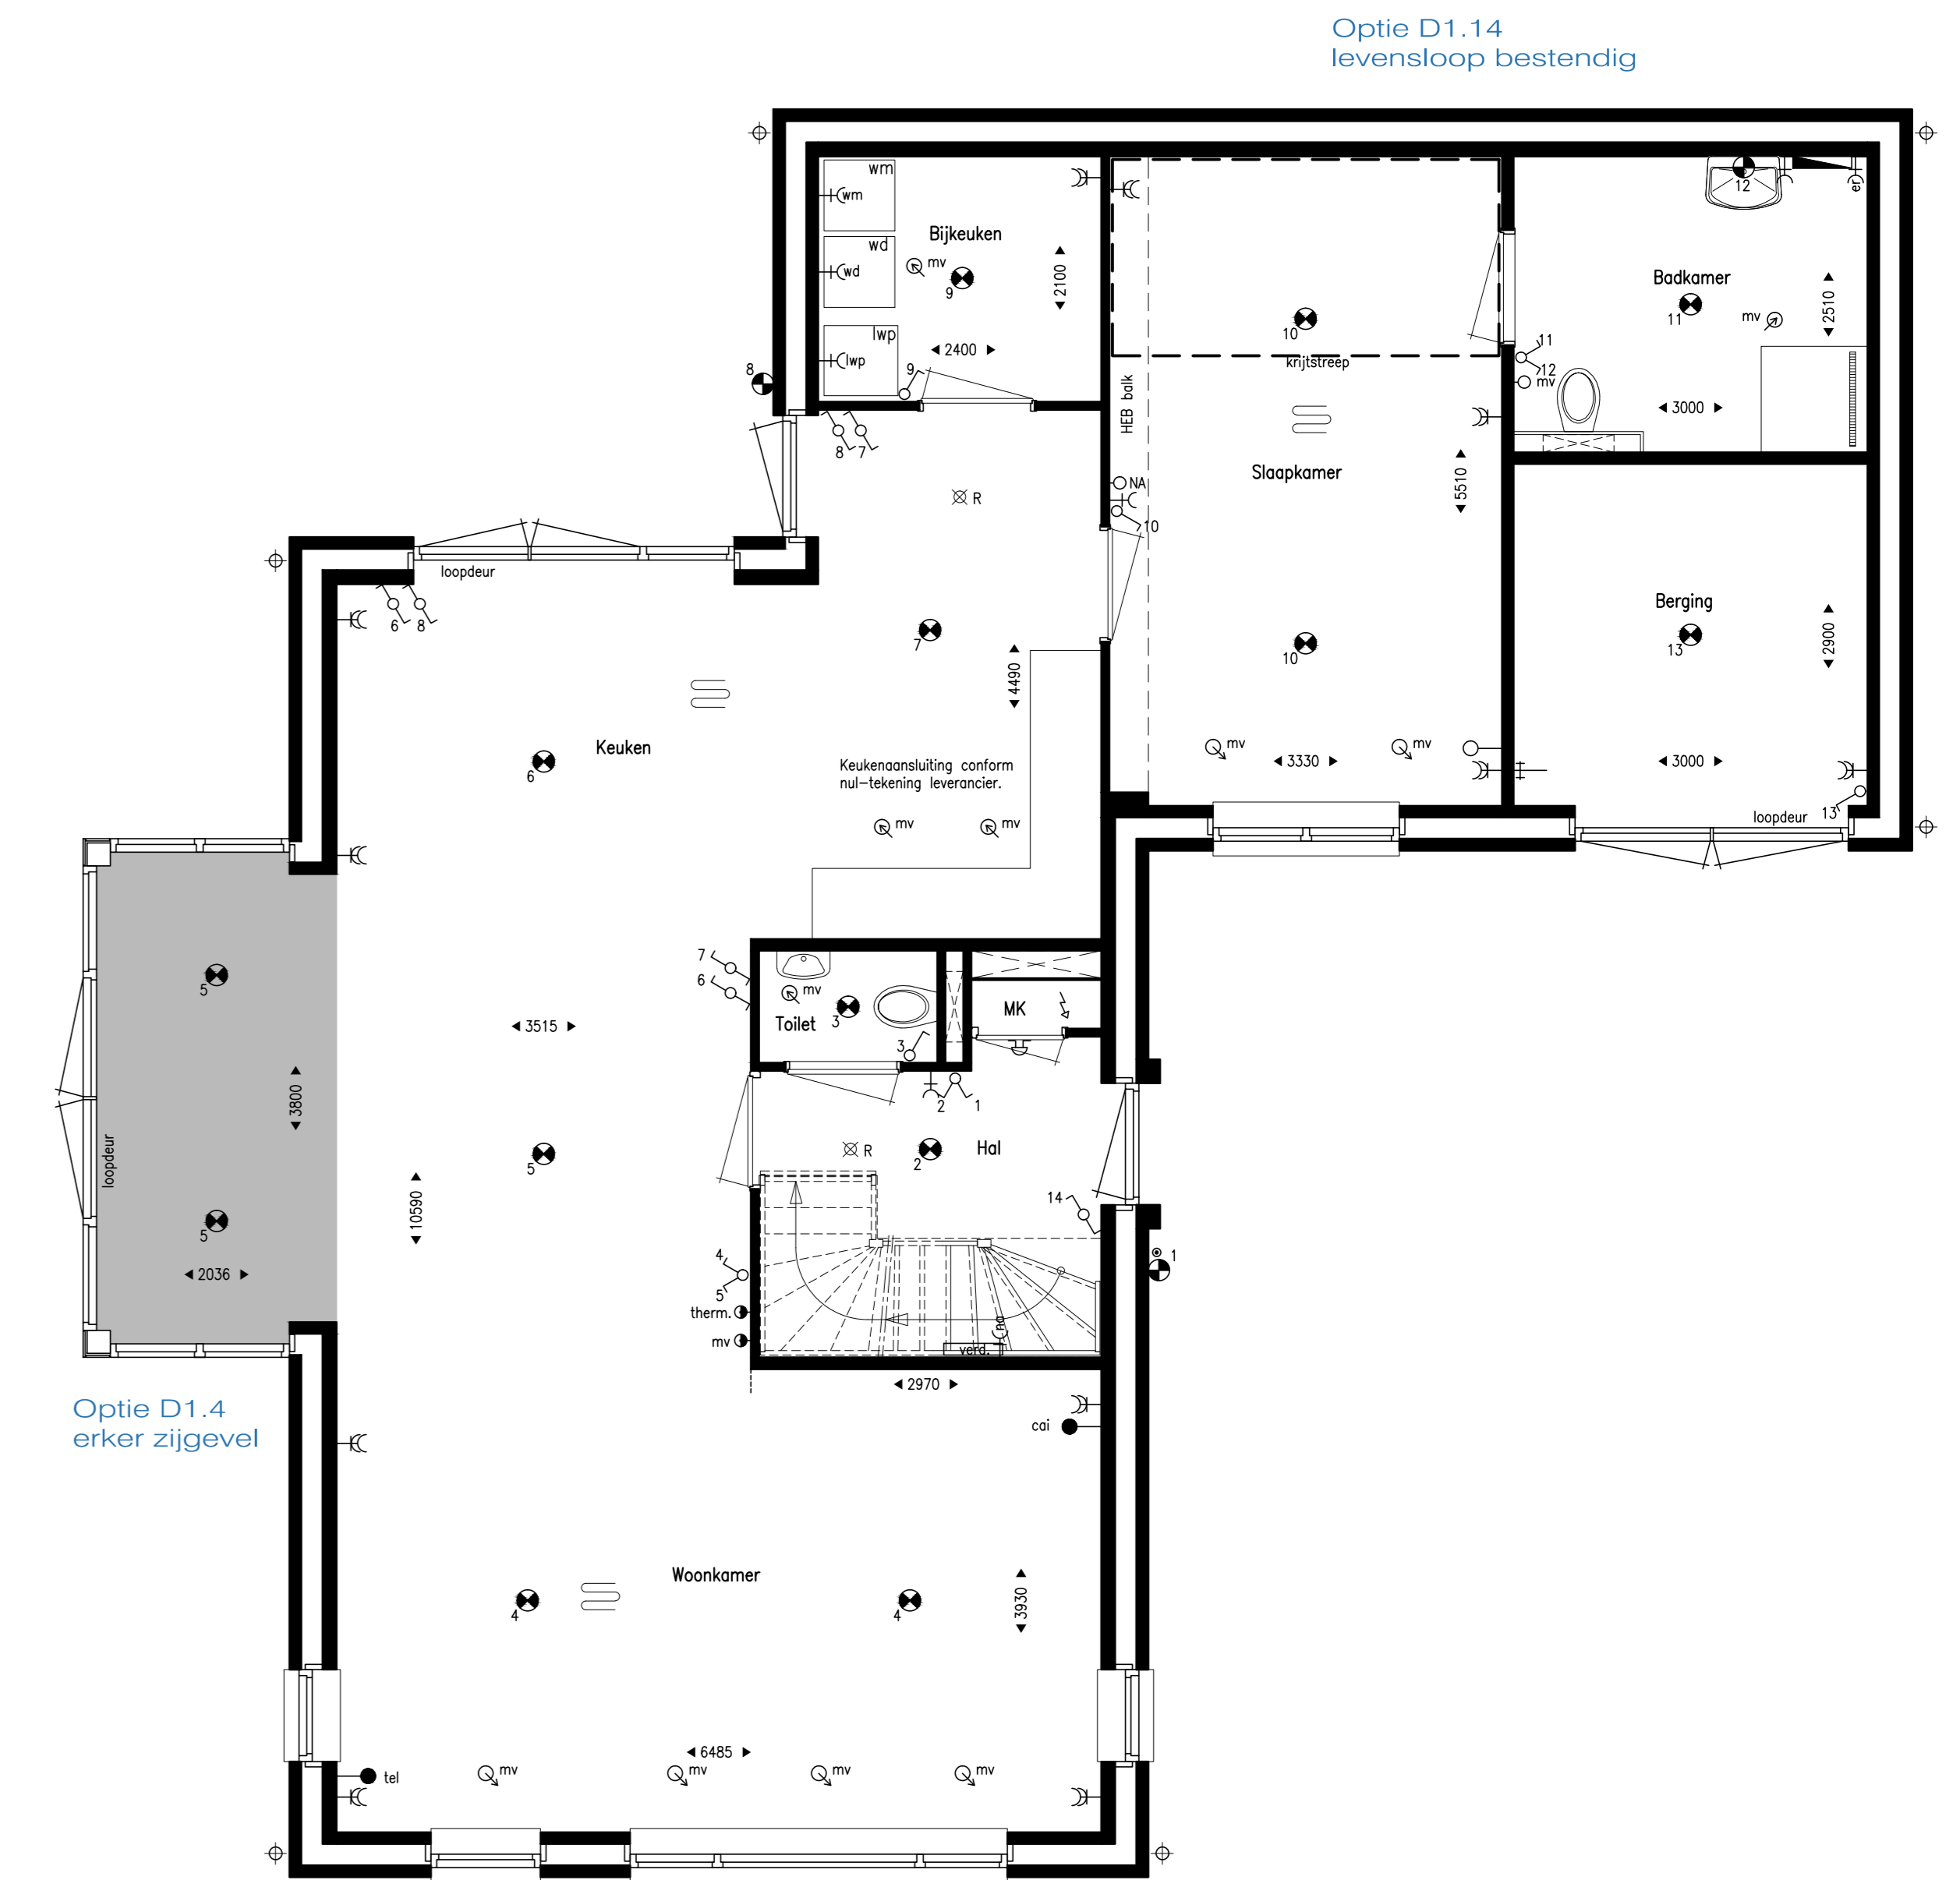 Optie D1.14
levensloop bestendig
wm
wm
wd
wd
lwp
lwp
Bijkeuken
mv
9
2100
2400
9
8
8
7
R
HEB balk
10
krijtstreep
Slaapkamer
5510
NA
10
10
mv
mv
3330
12
er
Badkamer
11
mv
2510
11
12
mv
3000
Berging
13
2900
3000
13
loopdeur
loopdeur
6
8
7
4490
Keuken
6
Keukenaansluiting conform
nul-tekening leverancier.
mv
mv
5
5
3800
loopdeur
2036
Optie D1.4
erker zijgevel
3515
10590
5
7
6
mv
Toilet
3
3
MK
2
1
R
2
Hal
14
1
4
5
therm.
mv
na
verd.
2970
cai
Woonkamer
4
4
3930
6485
tel
mv
mv
mv
mv